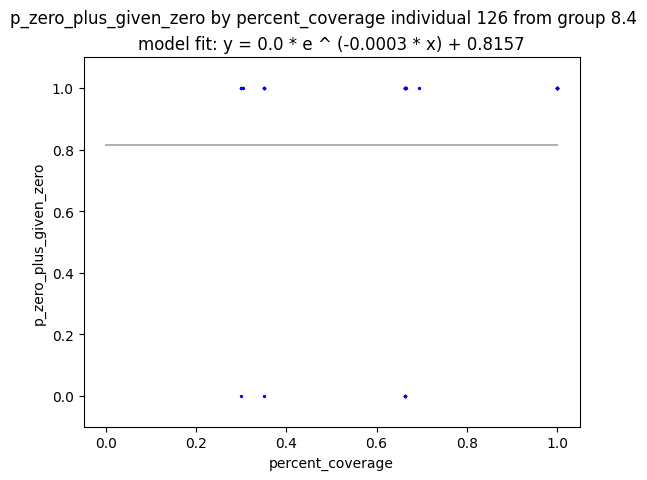 p_zero_plus_given_zero by percent_coverage individual 126 from group 8.4
model fit: y = 0.0 * e ^ (-0.0003 * x) + 0.8157
1.0
0.8
0.6
0.4
0.2
0.0
p_zero_plus_given_zero
0.0 0.2 0.4 0.6 0.8 1.0
percent_coverage